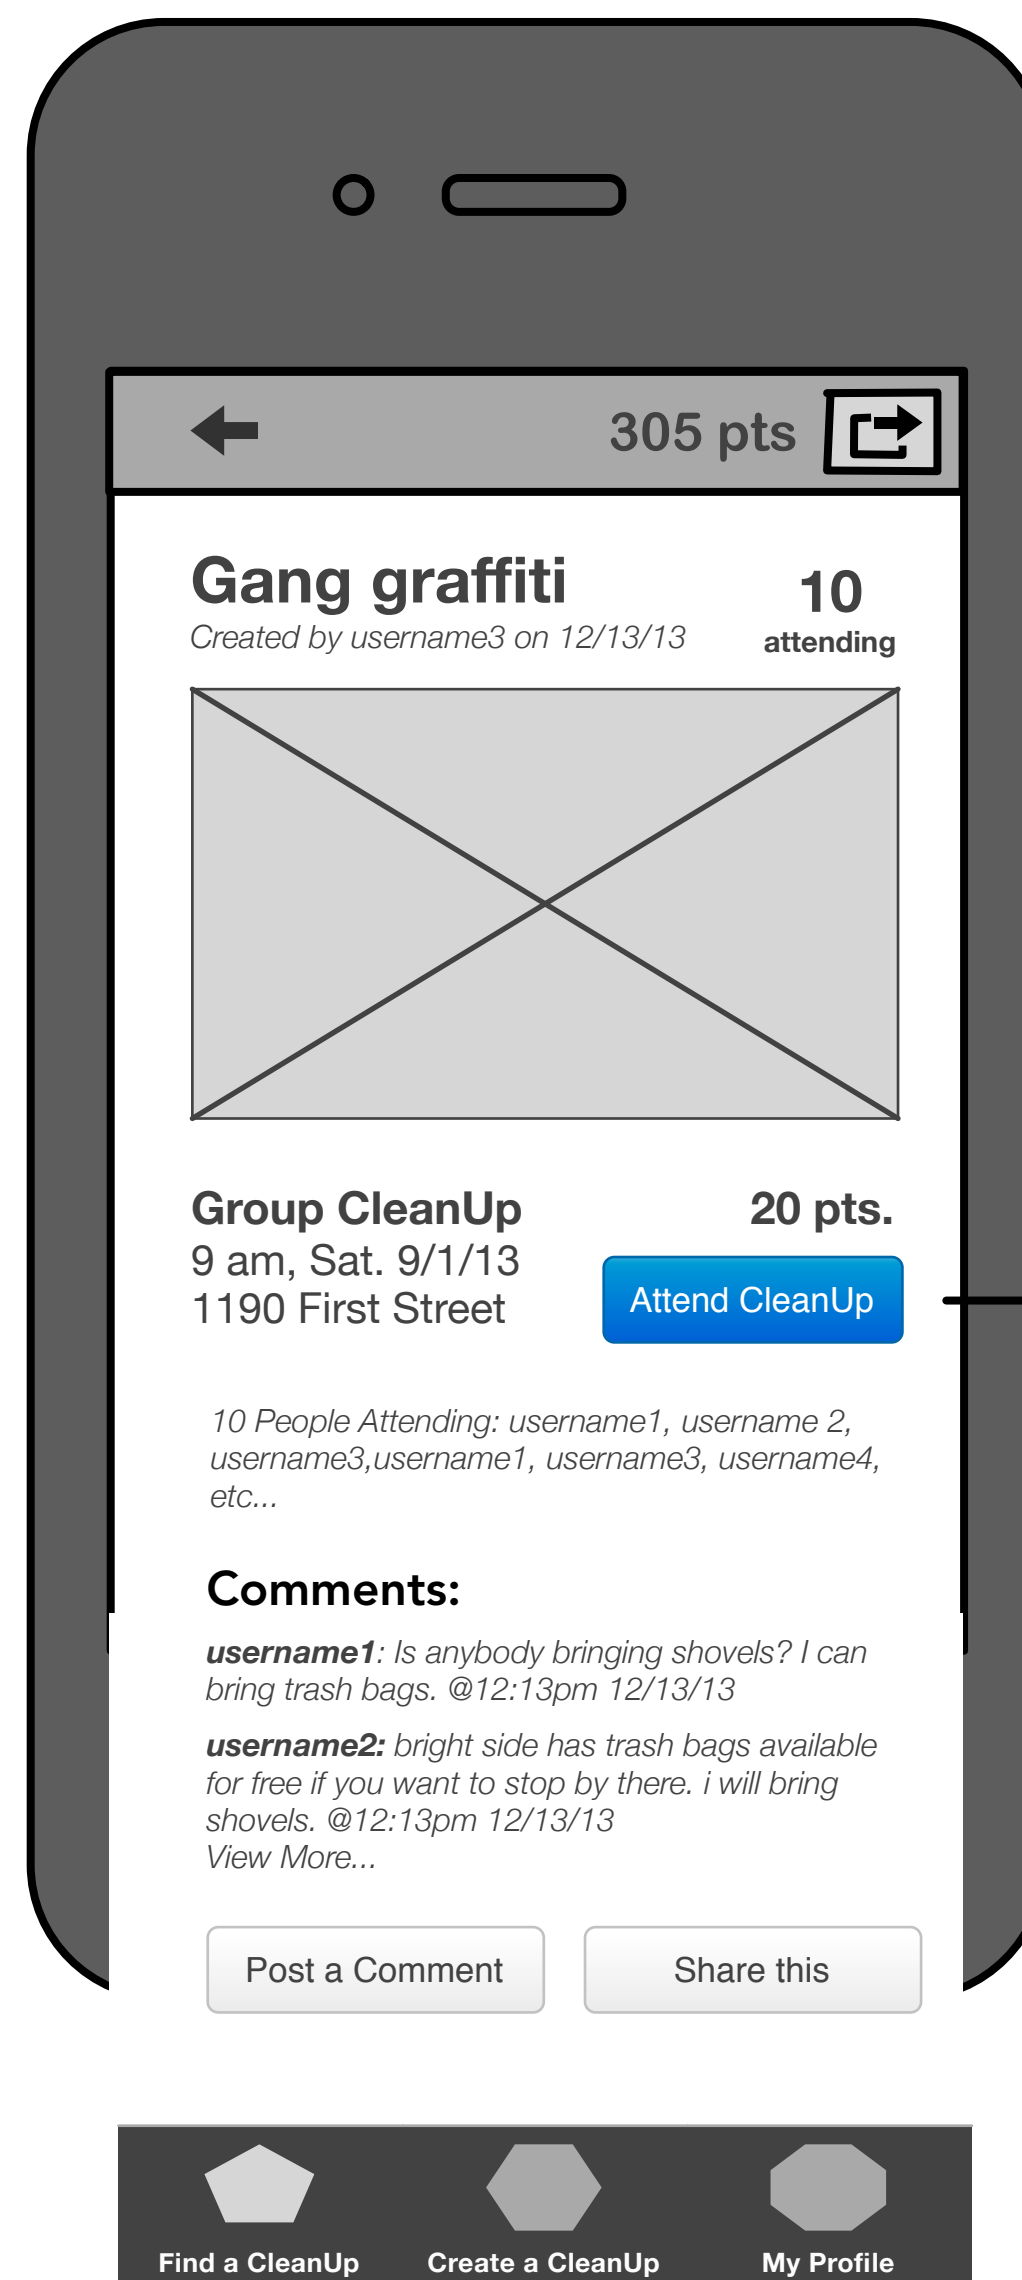 305 pts
Gang graffiti
10
Created by username3 on 12/13/13
attending
Group CleanUp
20 pts.
9 am, Sat. 9/1/13
1190 First Street
Attend CleanUp
10 People Attending: username1, username 2,
username3,username1, username3, username4,
etc...
Comments:
username1: Is anybody bringing shovels? I can
bring trash bags. @12:13pm 12/13/13
username2: bright side has trash bags available
for free if you want to stop by there. i will bring
shovels. @12:13pm 12/13/13
View More...
Post a Comment
Share this
Find a CleanUp
Create a CleanUp
My Profile